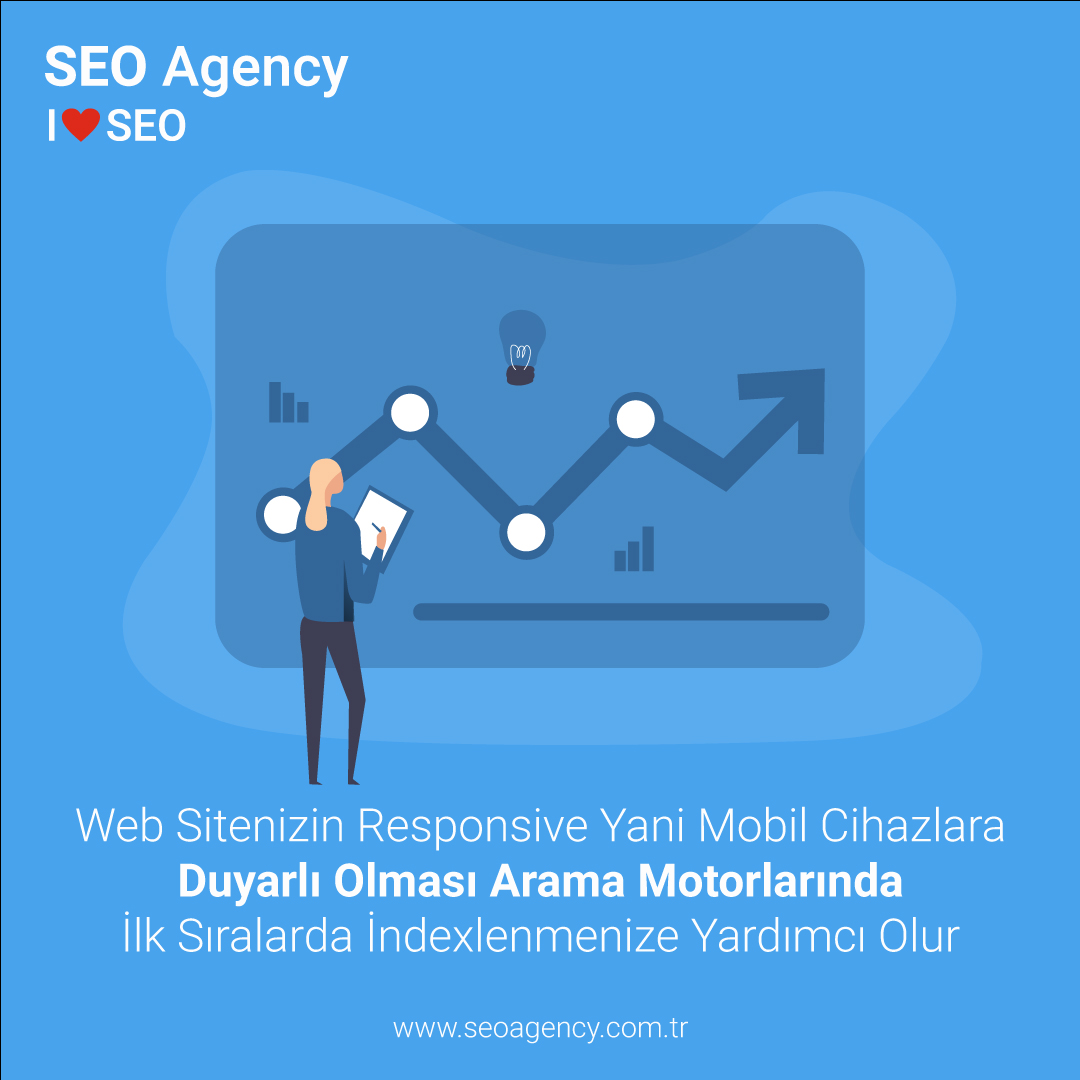 SEO Agency
I❤SEO
Web Sitenizin Responsive Yani Mobil Cihazlara
Duyarlı Olması Arama Motorlarında
İlk Sıralarda İndexlenmenize Yardımcı Olur
www.seoagency.com.tr